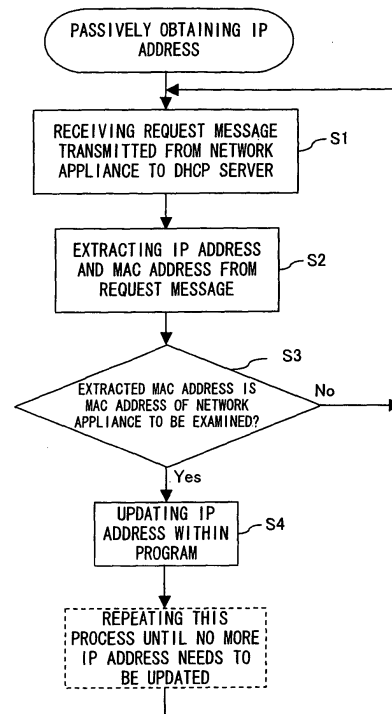 PASSIVELY OBTAINING IP
ADDRESS
RECEIVING REQUEST MESSAGE
TRANSMITTED FROM NETWORK
APPLIANCE TO DHCP SERVER
S1
EXTRACTING IP ADDRESS
AND MAC ADDRESS FROM
REQUEST MESSAGE
S2
S3
EXTRACTED MAC ADDRESS IS
MAC ADDRESS OF NETWORK
APPLIANCE TO BE EXAMINED?
No
Yes
UPDATING IP
ADDRESS WITHIN
PROGRAM
S4
REPEATING THIS
PROCESS UNTIL NO MORE
IP ADDRESS NEEDS TO
BE UPDATED